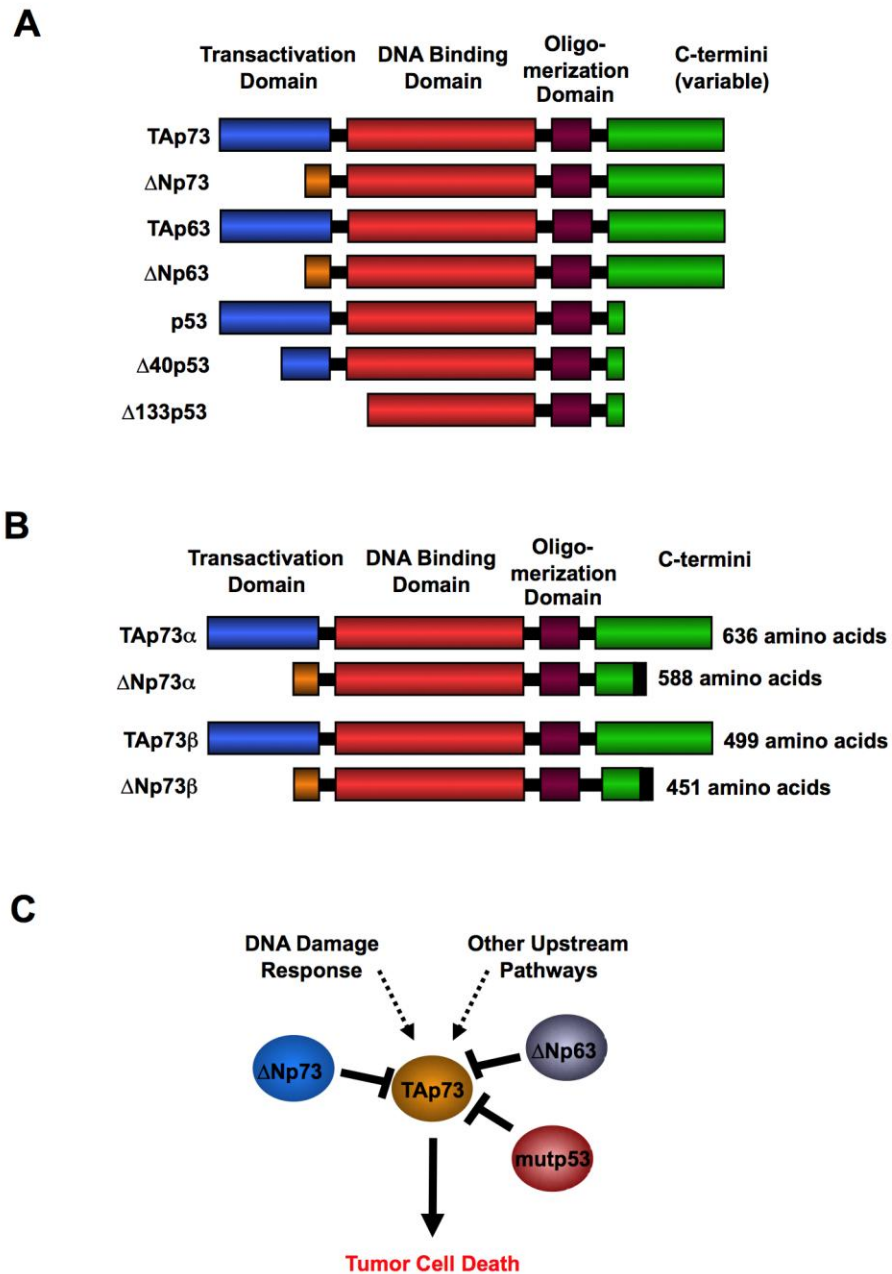 A
Transactivation
Domain
DNA Binding
Domain
Oligo-
merization
Domain
C-termini
(variable)
TAp73
ΔNp73
TAp63
ΔNp63
p53
Δ40p53
Δ133p53
B
Transactivation
Domain
DNA Binding
Domain
Oligo-
merization
Domain
C-termini
TAp73α
636 amino acids
ΔNp73α
588 amino acids
TAp73β
499 amino acids
ΔNp73β
451 amino acids
C
DNA Damage
Response
Other Upstream
Pathways
ΔNp73
TAp73
ΔNp63
mutp53
Tumor Cell Death